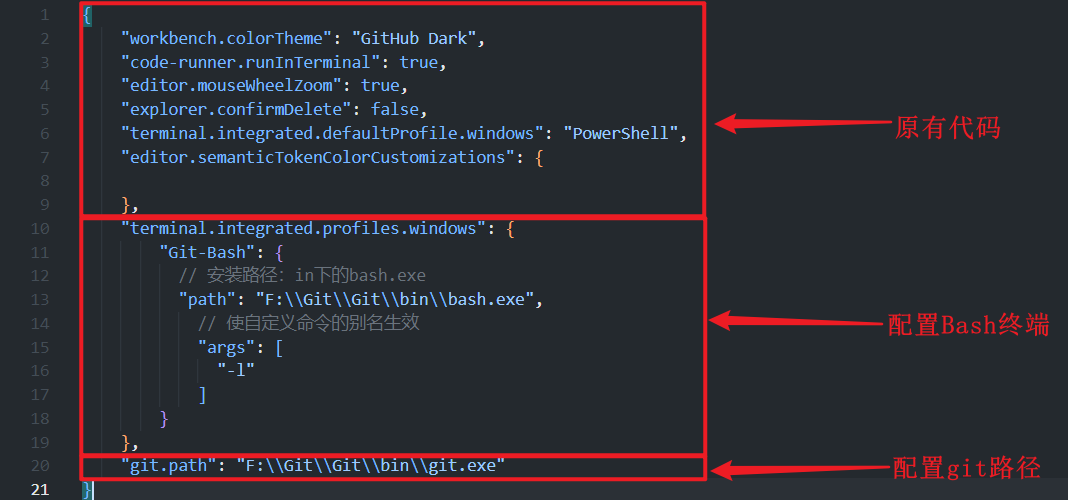 1 {
2 "workbench.colorTheme": "GitHub Dark",
3 "code-runner.runInTerminal": true,
4 "editor.mouseWheelZoom": true,
5 "explorer.confirmDelete": false,
6 "terminal.integrated.defaultProfile.windows": "PowerShell",
原有代码
7 "editor.semanticTokenColorCustomizations": {
8
9 },
10 "terminal.integrated.profiles.windows": {
11 "Git-Bash": {
12 // 安装路径：in下的bash.exe
13 "path": "F:\\Git\\Git\\bin\\bash.exe",
14 // 使自定义命令的别名生效
配置Bash终端
15 "args": [
16 "-l"
17 ]
18 }
19 },
20 "git.path": "F:\\Git\\Git\\bin\\git.exe"
配置git路径
21 }